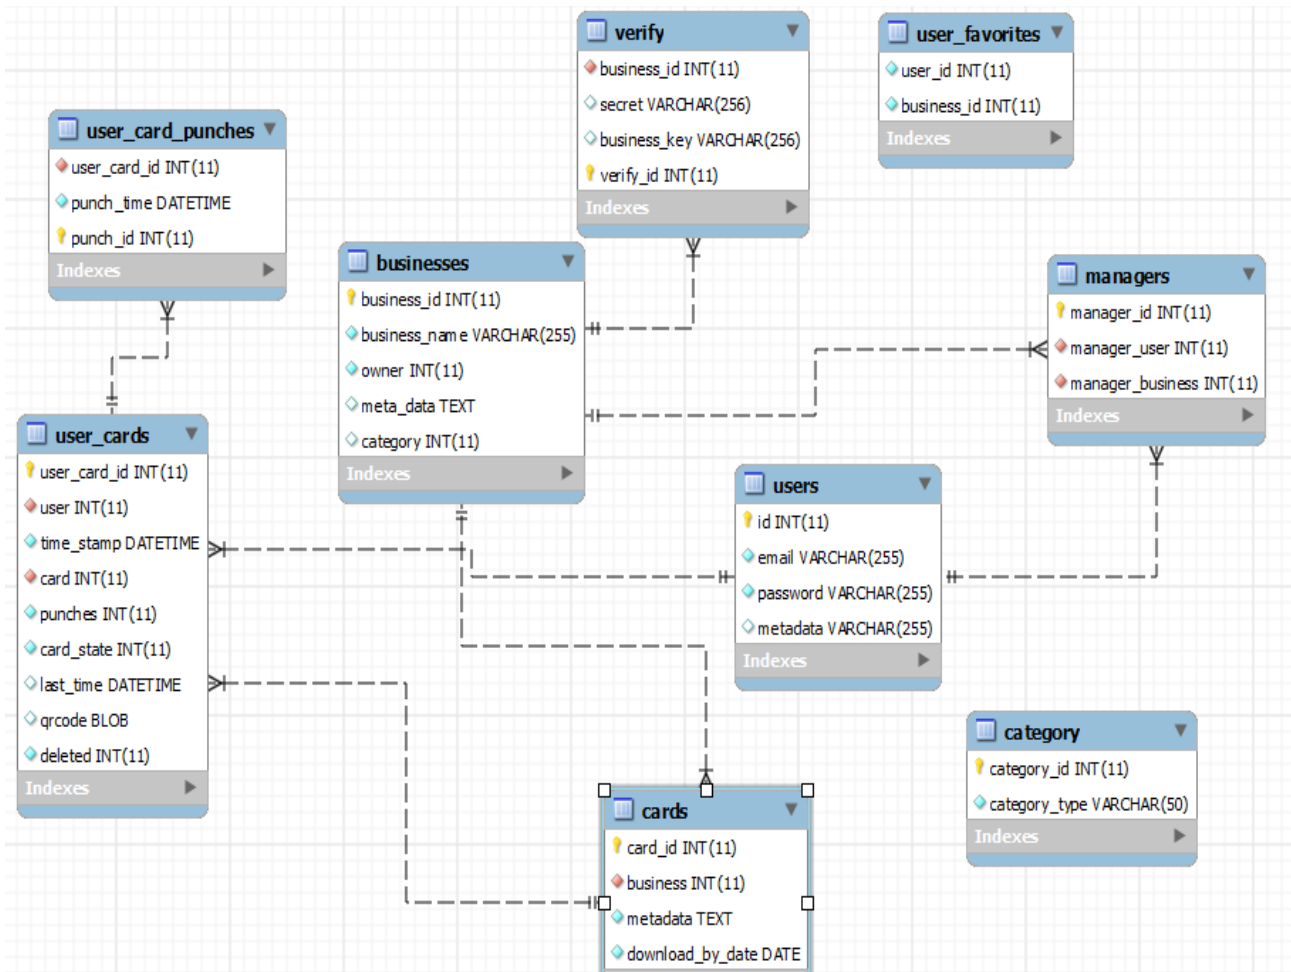 verify
business_id INT(11)
secret VARCHAR(256)
business_key VARCHAR(256)
verify_id INT(11)
Indexes
user_favorites
user_id INT(11)
business_id INT(11)
Indexes
user_card_punches
user_card_id INT(11)
punch_time DATETIME
punch_id INT(11)
Indexes
businesses
business_id INT(11)
business_name VARCHAR(255)
owner INT(11)
meta_data TEXT
category INT(11)
Indexes
managers
manager_id INT(11)
manager_user INT(11)
manager_business INT(11)
Indexes
user_cards
user_card_id INT(11)
user INT(11)
time_stamp DATETIME
card INT(11)
punches INT(11)
card_state INT(11)
last_time DATETIME
qrcode BLOB
deleted INT(11)
Indexes
users
id INT(11)
email VARCHAR(255)
password VARCHAR(255)
metadata VARCHAR(255)
Indexes
category
category_id INT(11)
category_type VARCHAR(50)
Indexes
cards
card_id INT(11)
business INT(11)
metadata TEXT
download_by_date DATE